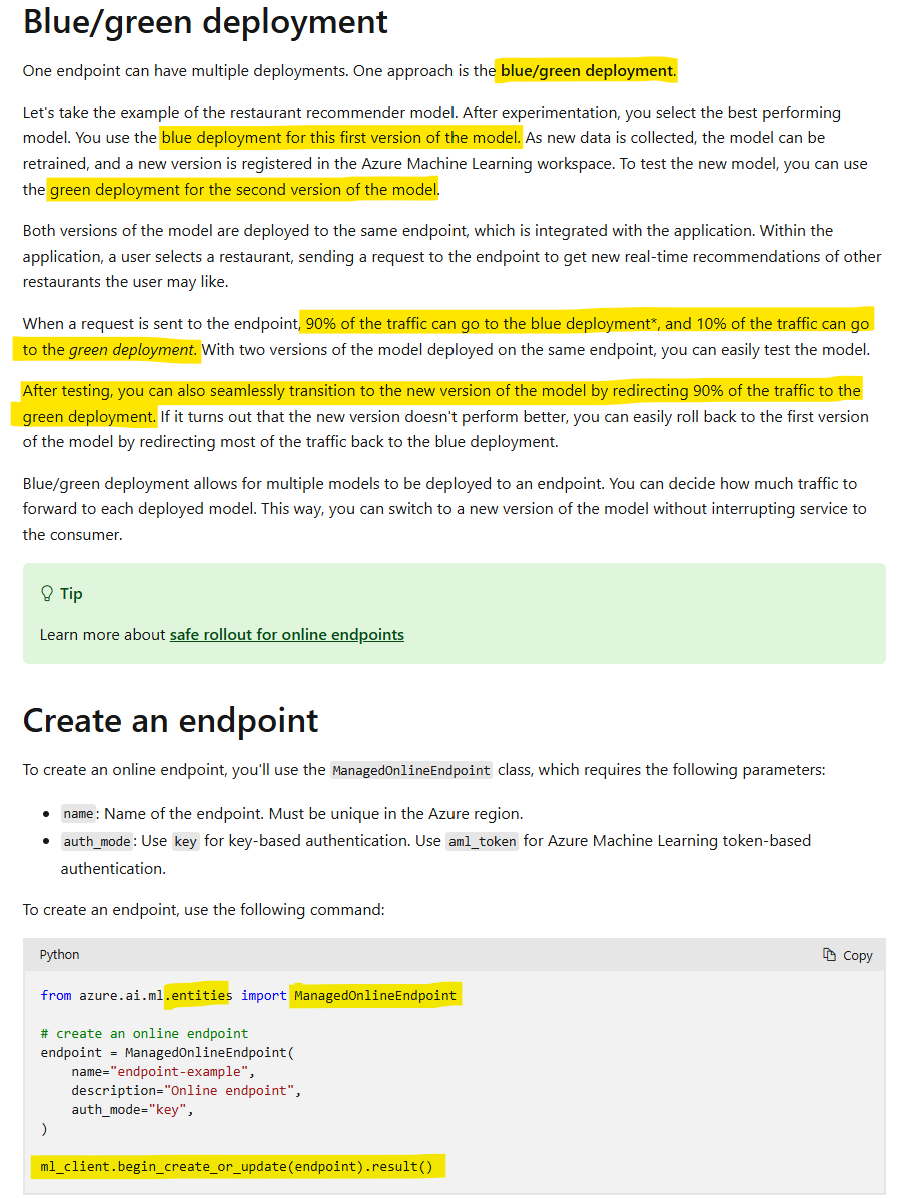 Blue/green deployment
One endpoint can have multiple deployments. One approach is the blue/green deployment.
Let's take the example of the restaurant recommender model. After experimentation, you select the best performing
model. You use the blue deployment for this first version of the model. As new data is collected, the model can be
retrained, and a new version is registered in the Azure Machine Learning workspace. To test the new model, you can use
the green deployment for the second version of the model.
Both versions of the model are deployed to the same endpoint, which is integrated with the application. Within the
application, a user selects a restaurant, sending a request to the endpoint to get new real-time recommendations of other
restaurants the user may like.
When a request is sent to the endpoint, 90% of the traffic can go to the blue deployment*, and 10% of the traffic can go
to the green deployment. With two versions of the model deployed on the same endpoint, you can easily test the model.
After testing, you can also seamlessly transition to the new version of the model by redirecting 90% of the traffic to the
green deployment. If it turns out that the new version doesn't perform better, you can easily roll back to the first version
of the model by redirecting most of the traffic back to the blue deployment.
Blue/green deployment allows for multiple models to be deployed to an endpoint. You can decide how much traffic to
forward to each deployed model. This way, you can switch to a new version of the model without interrupting service to
the consumer.
Tip
Learn more about safe rollout for online endpoints
Create an endpoint
To create an online endpoint, you'll use the ManagedOnlineEndpoint class, which requires the following parameters:
• name: Name of the endpoint. Must be unique in the Azure region.
• auth_mode: Use key for key-based authentication. Use aml_token for Azure Machine Learning token-based
authentication.
To create an endpoint, use the following command:
Python Copy
from azure.ai.ml.entities import ManagedOnlineEndpoint
# create an online endpoint
endpoint = ManagedOnlineEndpoint(
    name="endpoint-example",
    description="Online endpoint",
    auth_mode="key",
)
ml_client.begin_create_or_update(endpoint).result()